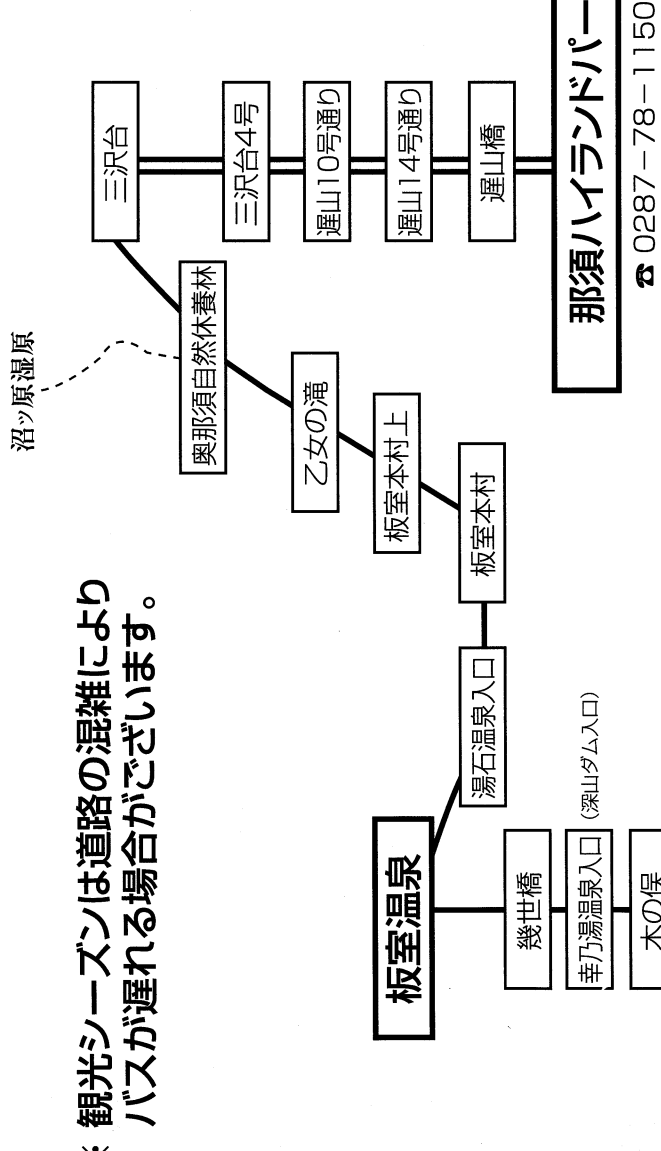 ※ 観光シーズンは道路の混雑により
バスが遅れる場合がございます。
沼ッ原湿原
三沢台
奥那須自然休養林
三沢台4号
乙女の滝
遅山10号通り
板室温泉
板室本村上
遅山14号通り
湯石温泉入口
板室本村
遅山橋
幾世橋
幸乃湯温泉入口
(深山ダム入口)
那須ハイランドパー
☎ 0287-78-1150
木の俣